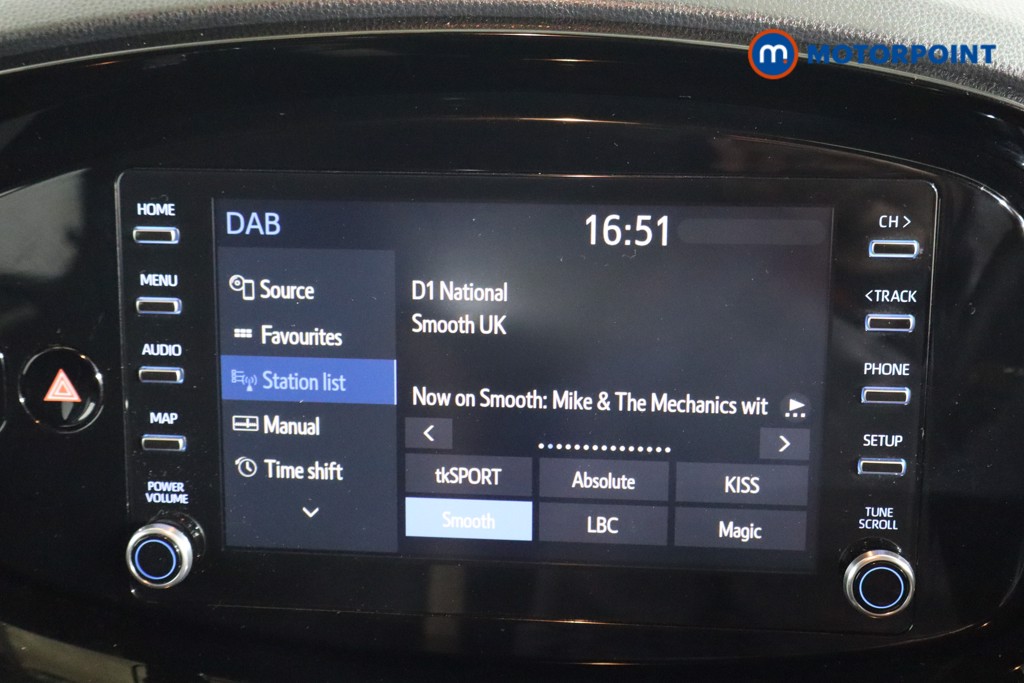 m MOTORPOINT
HOME
MENU
AUDIO
MAP
POWER
VOLUME
DAB
16:51
Source
Favourites
Station list
Manual
Time shift
D1 National
Smooth UK
Now on Smooth: Mike & The Mechanics wit
<
>
tkSPORT
Absolute
KISS
Smooth
LBC
Magic
CH >
< TRACK
PHONE
SETUP
TUNE
SCROLL